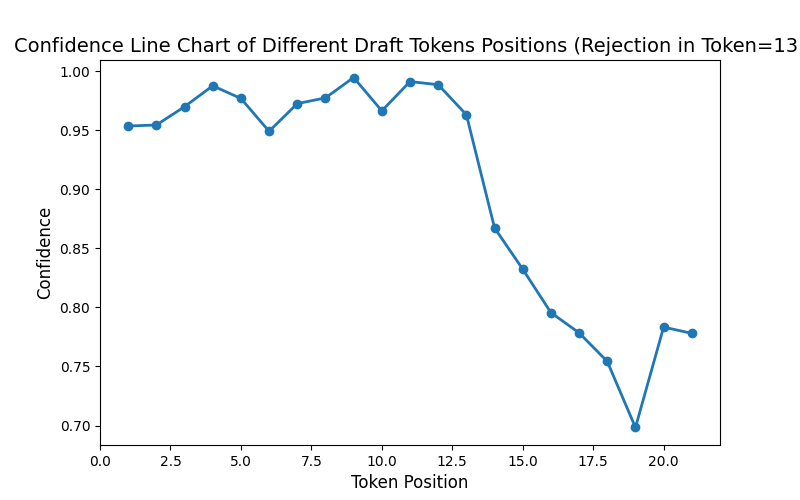 Confidence Line Chart of Different Draft Tokens Positions (Rejection in Token=13
1.00
0.95
0.90
0.85
0.80
0.75
0.70
Confidence
0.0 2.5 5.0 7.5 10.0 12.5 15.0 17.5 20.0
Token Position